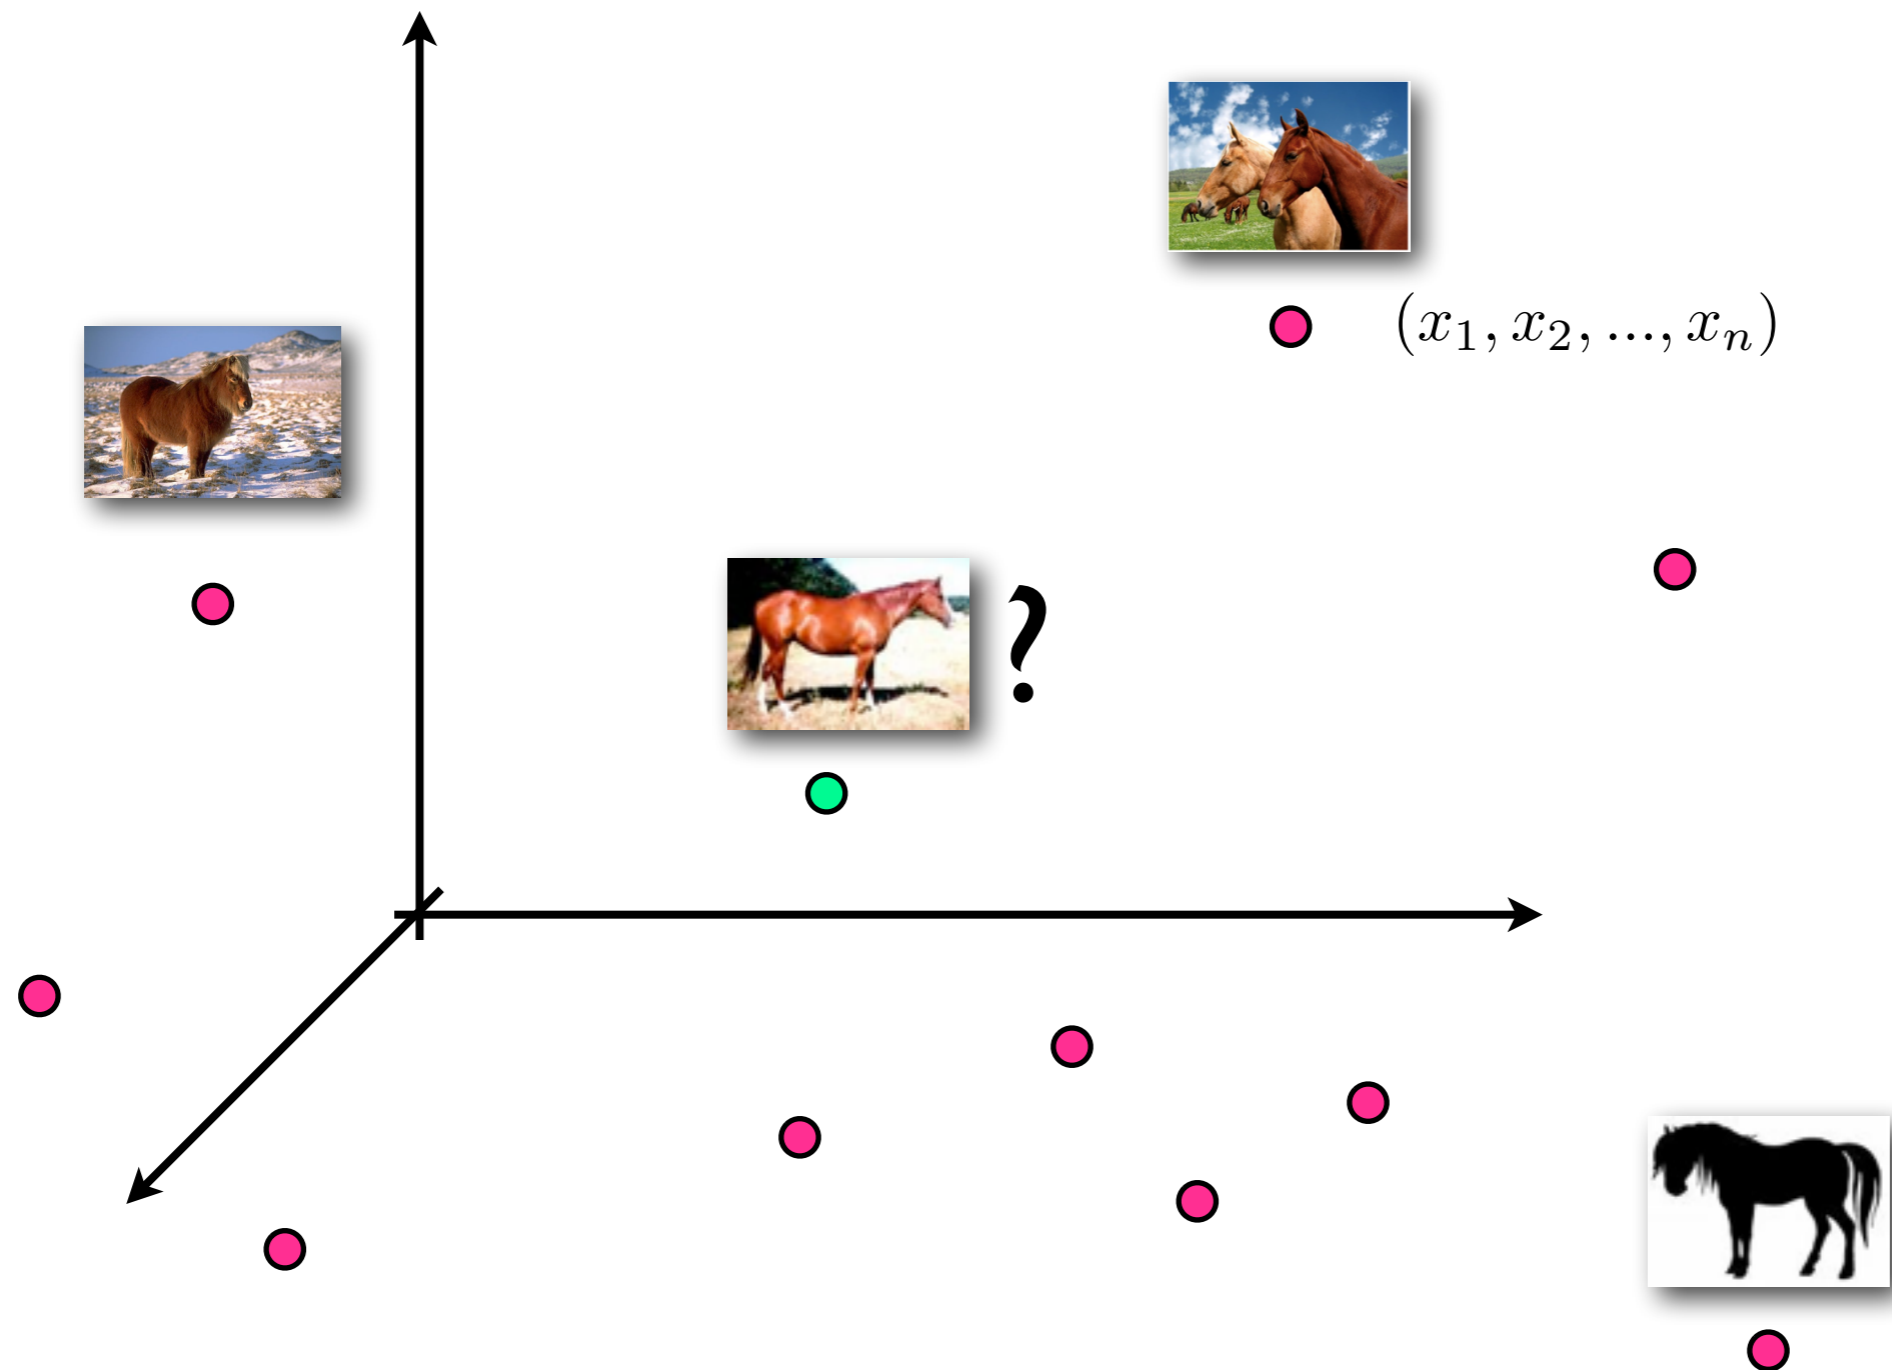 (x₁, x₂, ..., xₙ)
?